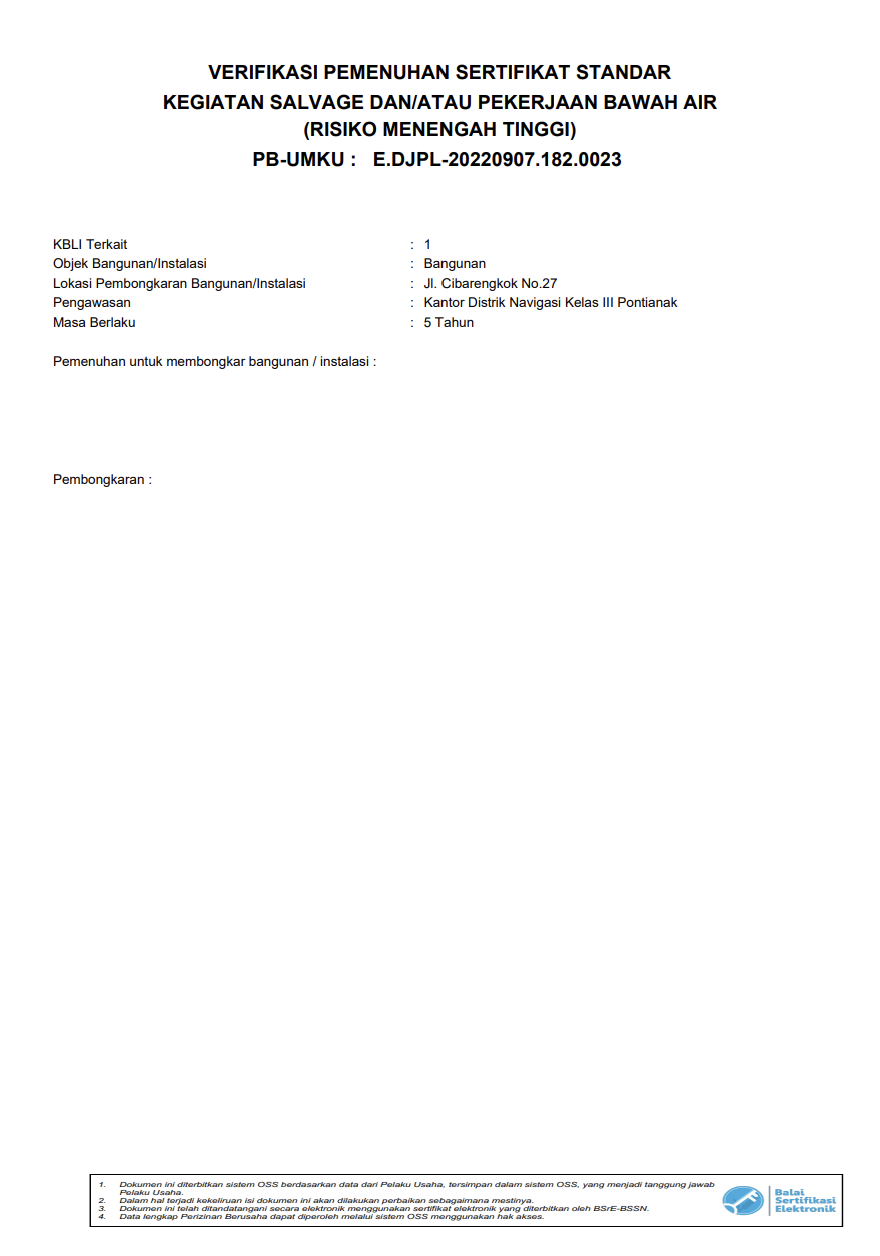 VERIFIKASI PEMENUHAN SERTIFIKAT STANDAR
KEGIATAN SALVAGE DAN/ATAU PEKERJAAN BAWAH AIR
(RISIKO MENENGAH TINGGI)
PB-UMKU : E.DJPL-20220907.182.0023
KBLI Terkait : 1
Objek Bangunan/Instalasi : Bangunan
Lokasi Pembongkaran Bangunan/Instalasi : Jl. Cibarengkok No.27
Pengawasan : Kantor Distrik Navigasi Kelas III Pontianak
Masa Berlaku : 5 Tahun
Pemenuhan untuk membongkar bangunan / instalasi :
Pembongkaran :
1. Dokumen ini diterbitkan sistem OSS berdasarkan data dari Pelaku Usaha, tersimpan dalam sistem OSS, yang menjadi tanggung jawab
Pelaku Usaha.
2. Dalam hal terjadi kekeliruan isi dokumen ini akan dilakukan perbaikan sebagaimana mestinya.
3. Dokumen ini telah ditandatangani secara elektronik menggunakan sertifikat elektronik yang diterbitkan oleh BSrE-BSSN.
4. Data lengkap Perizinan Berusaha dapat diperoleh melalui sistem OSS menggunakan hak akses.
Balai
Sertifikasi
Elektronik